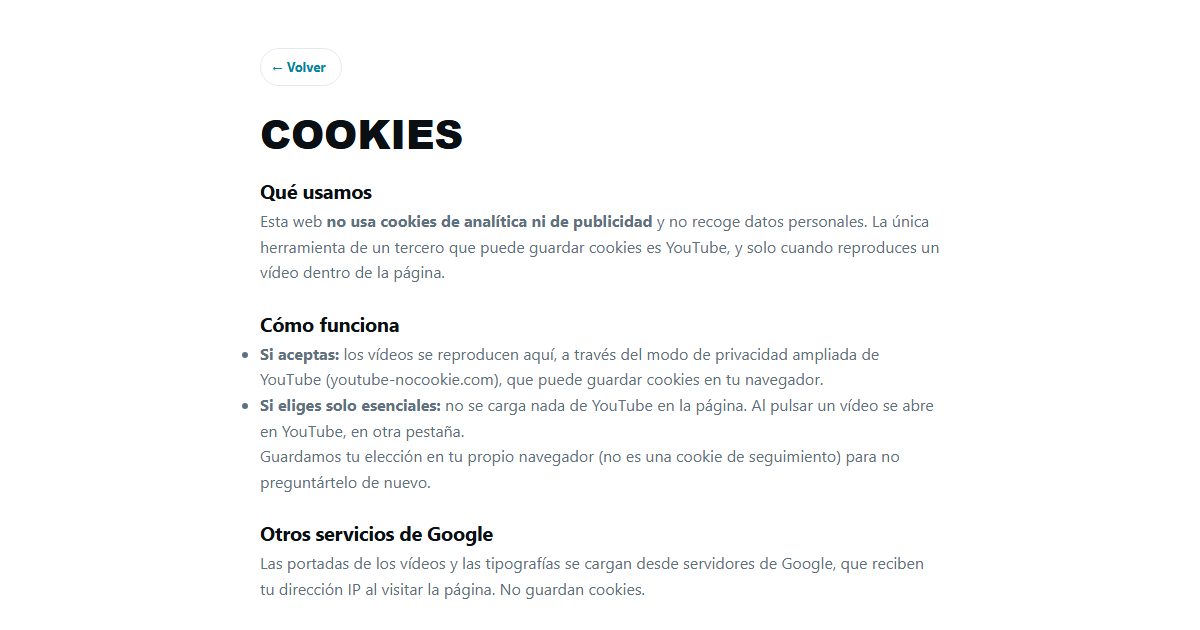 ← Volver
COOKIES
Qué usamos
Esta web no usa cookies de analítica ni de publicidad y no recoge datos personales. La única
herramienta de un tercero que puede guardar cookies es YouTube, y solo cuando reproduces un
vídeo dentro de la página.
Cómo funciona
• Si aceptas: los vídeos se reproducen aquí, a través del modo de privacidad ampliada de
YouTube (youtube-nocookie.com), que puede guardar cookies en tu navegador.
• Si eliges solo esenciales: no se carga nada de YouTube en la página. Al pulsar un vídeo se abre
en YouTube, en otra pestaña.
Guardamos tu elección en tu propio navegador (no es una cookie de seguimiento) para no
preguntártelo de nuevo.
Otros servicios de Google
Las portadas de los vídeos y las tipografías se cargan desde servidores de Google, que reciben
tu dirección IP al visitar la página. No guardan cookies.